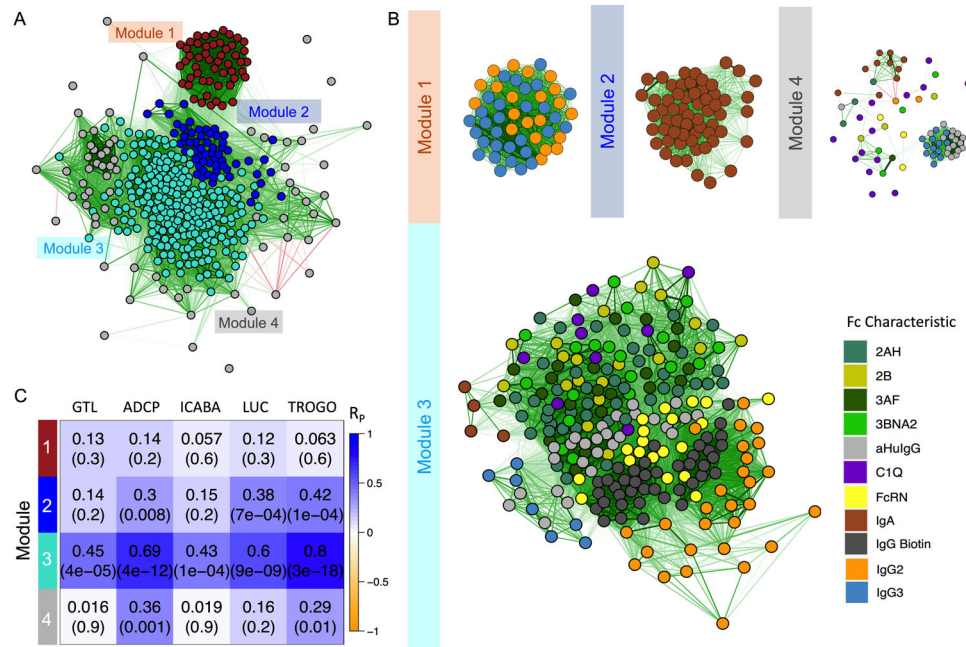 A
Module 1
Module 2
Module 3
Module 4
B
Module 1
Module 2
Module 4
Module 3
Fc Characteristic
2AH
2B
3AF
3BNA2
aHuIgG
C1Q
FcRN
IgA
IgG Biotin
IgG2
IgG3
C
GTL ADCP ICABA LUC TROGO
R_P
Module
1 0.13 0.14 0.057 0.12 0.063
(0.3) (0.2) (0.6) (0.3) (0.6)
2 0.14 0.3 0.15 0.38 0.42
(0.2) (0.008) (0.2) (7e-04) (1e-04)
3 0.45 0.69 0.43 0.6 0.8
(4e-05) (4e-12) (1e-04) (9e-09) (3e-18)
4 0.016 0.36 0.019 0.16 0.29
(0.9) (0.001) (0.9) (0.2) (0.01)
1
0.5
0
−0.5
−1